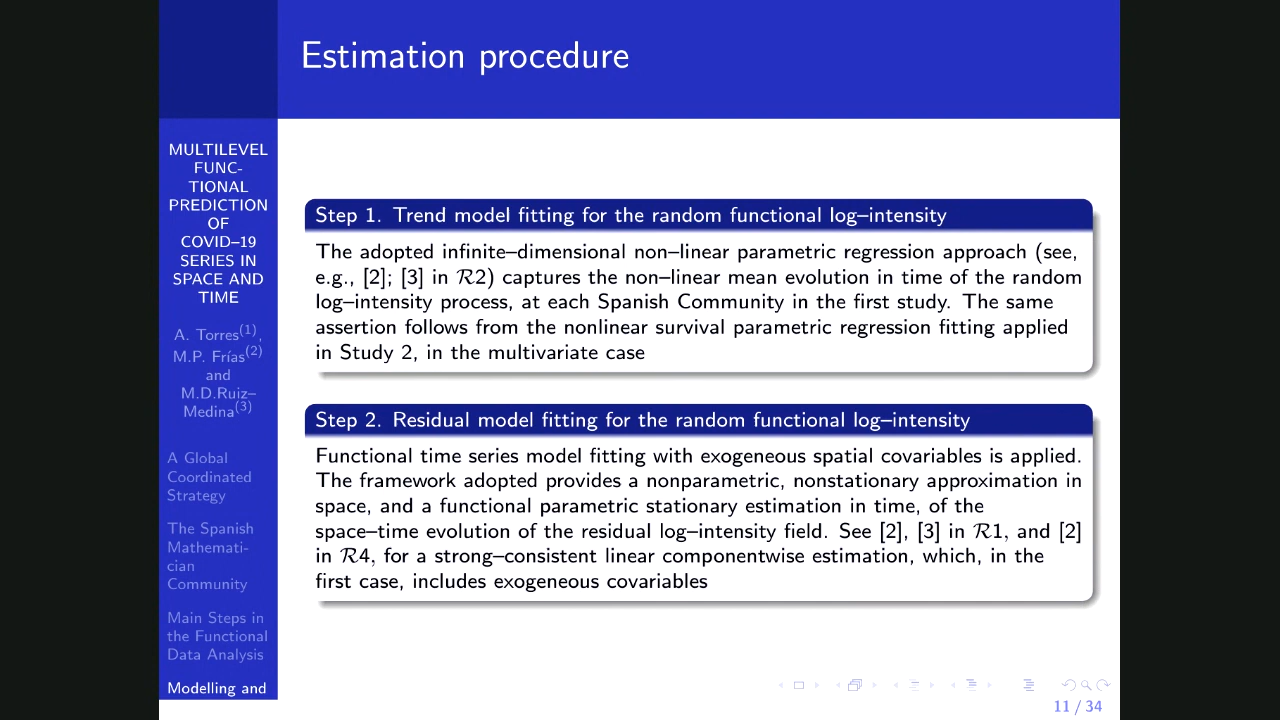 Estimation procedure
MULTILEVEL
FUNC-
TIONAL
PREDICTION
OF
COVID–19
SERIES IN
SPACE AND
TIME
A. Torres(1),
M.P. Frías(2)
and
M.D.Ruiz–
Medina(3)
A Global
Coordinated
Strategy
The Spanish
Mathemati-
cian
Community
Main Steps in
the Functional
Data Analysis
Modelling and
Step 1. Trend model fitting for the random functional log–intensity
The adopted infinite–dimensional non–linear parametric regression approach (see,
e.g., [2]; [3] in ℛ2) captures the non–linear mean evolution in time of the random
log–intensity process, at each Spanish Community in the first study. The same
assertion follows from the nonlinear survival parametric regression fitting applied
in Study 2, in the multivariate case
Step 2. Residual model fitting for the random functional log–intensity
Functional time series model fitting with exogeneous spatial covariables is applied.
The framework adopted provides a nonparametric, nonstationary approximation in
space, and a functional parametric stationary estimation in time, of the
space–time evolution of the residual log–intensity field. See [2], [3] in ℛ1, and [2]
in ℛ4, for a strong–consistent linear componentwise estimation, which, in the
first case, includes exogeneous covariables
11 / 34